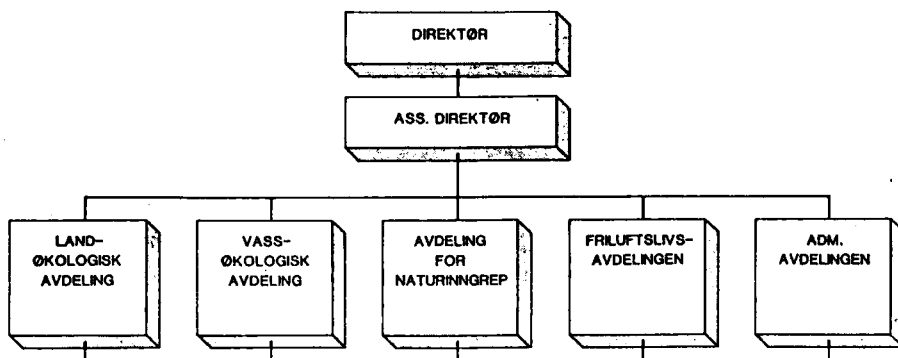 DIREKTØR
ASS. DIREKTØR
LAND-
ØKOLOGISK
AVDELING
VASS-
ØKOLOGISK
AVDELING
AVDELING
FOR
NATURINNGREP
FRILUFTSLIVS-
AVDELINGEN
ADM.
AVDELINGEN